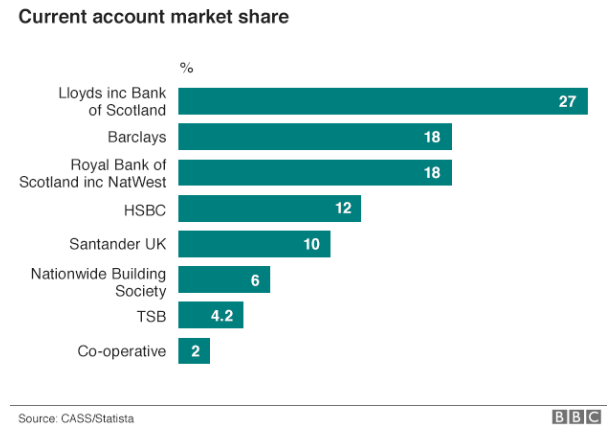 Current account market share
%
Lloyds inc Bank
of Scotland
27
Barclays
18
Royal Bank of
Scotland inc NatWest
18
HSBC
12
Santander UK
10
Nationwide Building
Society
6
TSB
4.2
Co-operative
2
Source: CASS/Statista
BBC